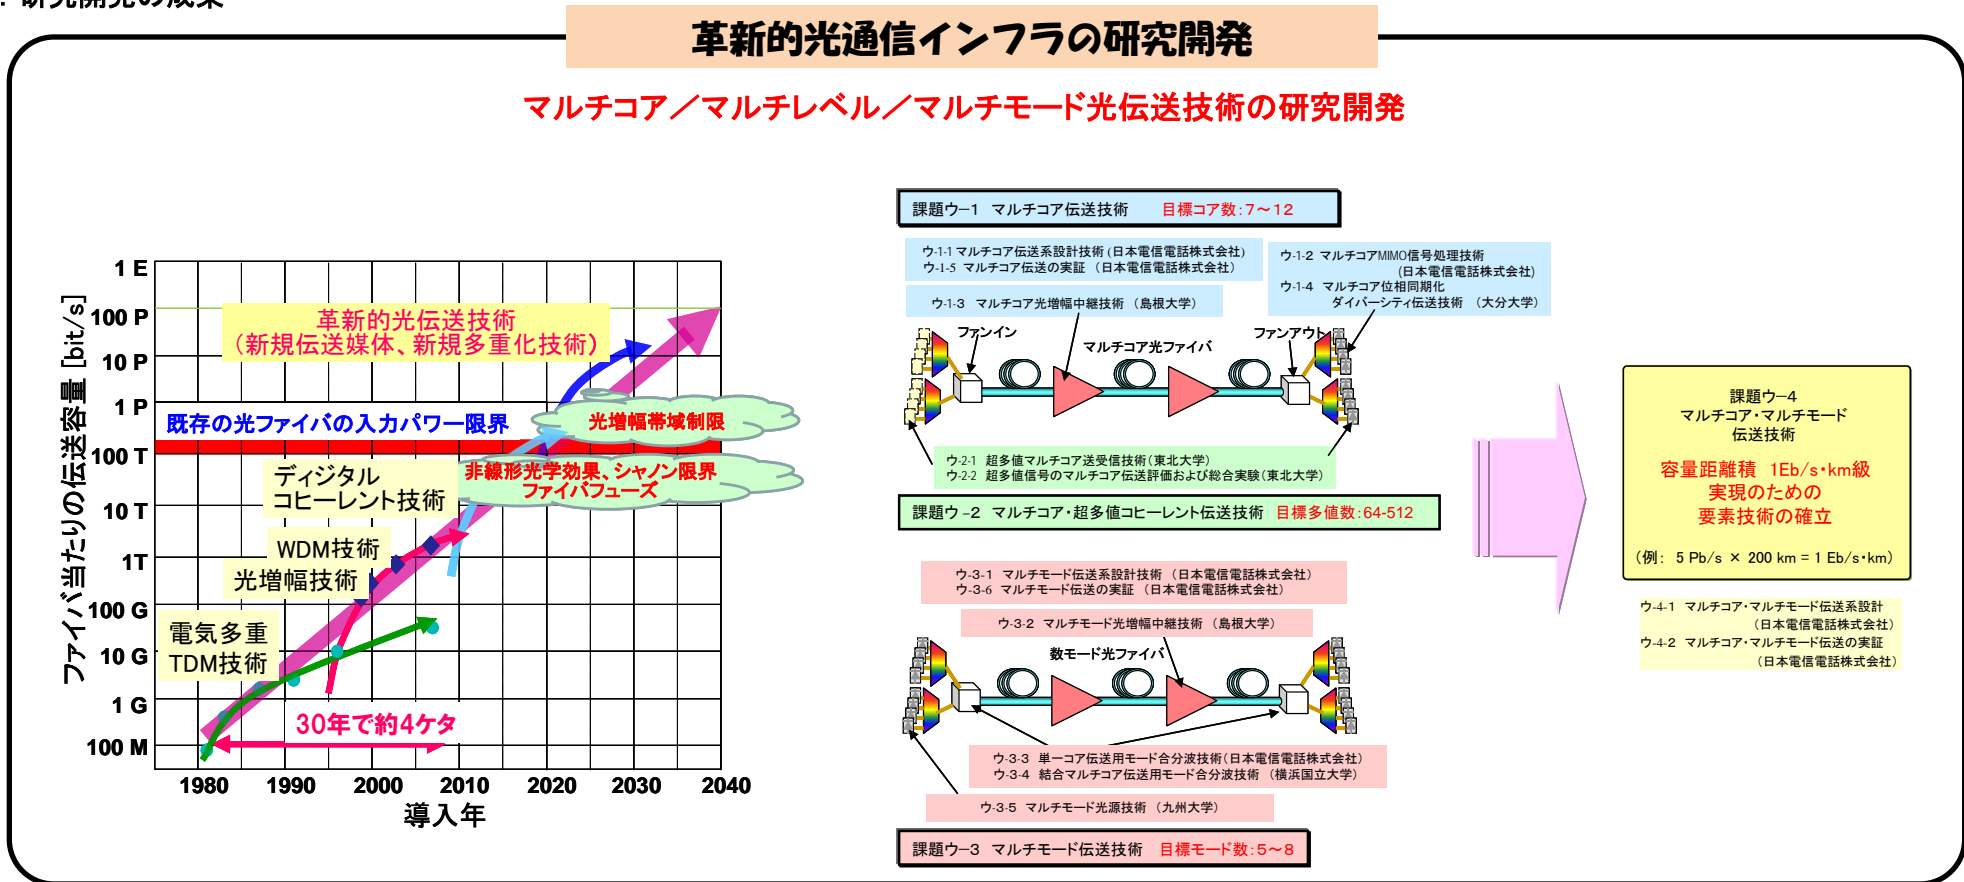 研究開発の成果
革新的光通信インフラの研究開発
マルチコア／マルチレベル／マルチモード光伝送技術の研究開発
ファイバ当たりの伝送容量 [bit/s]
1 E
100 P
10 P
1 P
100 T
10 T
1T
100 G
10 G
1 G
100 M
革新的光伝送技術
（新規伝送媒体、新規多重化技術）
既存の光ファイバの入力パワー限界
光増幅帯域制限
非線形光学効果、シャノン限界
ファイバフューズ
ディジタル
コヒーレント技術
WDM技術
光増幅技術
電気多重
TDM技術
30年で約4ケタ
1980 1990 2000 2010 2020 2030 2040
導入年
課題ウ－1 マルチコア伝送技術 目標コア数：7～12
ウ-1-1 マルチコア伝送系設計技術 (日本電信電話株式会社)
ウ-1-5 マルチコア伝送の実証 （日本電信電話株式会社）
ウ-1-2 マルチコアMIMO信号処理技術
(日本電信電話株式会社)
ウ-1-4 マルチコア位相同期化
ダイバーシティ伝送技術 （大分大学）
ウ-1-3 マルチコア光増幅中継技術 （島根大学）
ファンイン
マルチコア光ファイバ
ファンアウト
ウ-2-1 超多値マルチコア送受信技術（東北大学）
ウ-2-2 超多値信号のマルチコア伝送評価および総合実験（東北大学）
課題ウ－2 マルチコア・超多値コヒーレント伝送技術 目標多値数：64-512
ウ-3-1 マルチモード伝送系設計技術 （日本電信電話株式会社）
ウ-3-6 マルチモード伝送の実証 （日本電信電話株式会社）
ウ-3-2 マルチモード光増幅中継技術 （島根大学）
数モード光ファイバ
ウ-3-3 単一コア伝送用モード合分波技術（日本電信電話株式会社）
ウ-3-4 結合マルチコア伝送用モード合分波技術 （横浜国立大学）
ウ-3-5 マルチモード光源技術 （九州大学）
課題ウ－3 マルチモード伝送技術 目標モード数：5～8
課題ウ－4
マルチコア・マルチモード
伝送技術
容量距離積 1Eb/s・km級
実現のための
要素技術の確立
（例： 5 Pb/s × 200 km = 1 Eb/s・km）
ウ-4-1 マルチコア・マルチモード伝送系設計
（日本電信電話株式会社）
ウ-4-2 マルチコア・マルチモード伝送の実証
（日本電信電話株式会社）